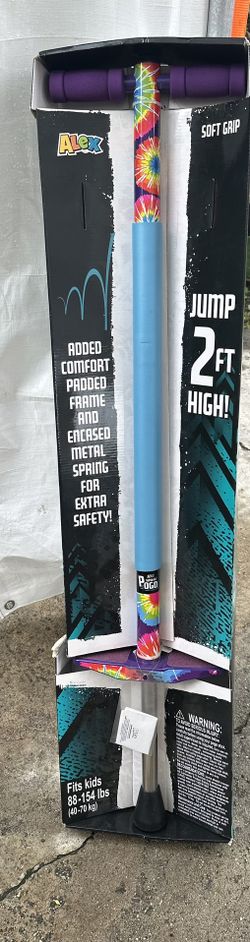 Alex
SOFT GRIP
JUMP
2FT
HIGH!
ADDED
COMFORT
PADDED
FRAME
AND
ENCASED
METAL
SPRING
FOR
EXTRA
SAFETY!
POGO
Fits kids
88-154 lbs
(40-70 kg)
WARNING: